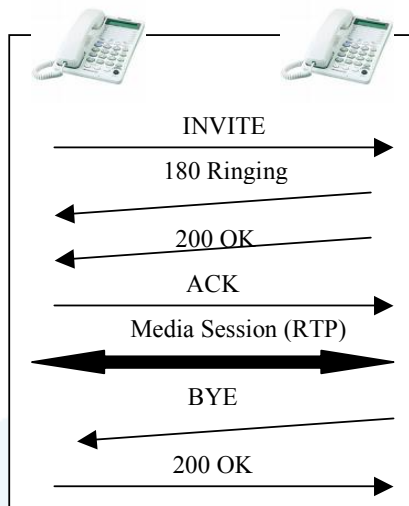 INVITE
180 Ringing
200 OK
ACK
Media Session (RTP)
BYE
200 OK